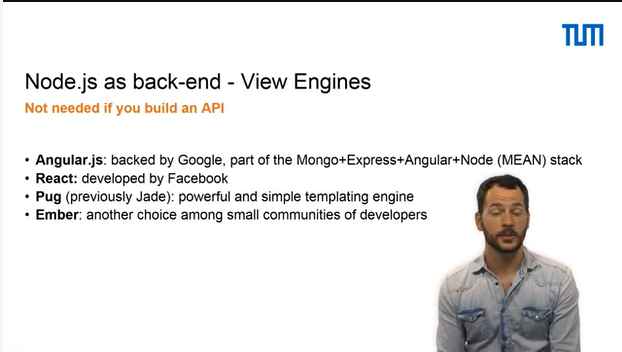 TUM
Node.js as back-end - View Engines
Not needed if you build an API
• Angular.js: backed by Google, part of the Mongo+Express+Angular+Node (MEAN) stack
• React: developed by Facebook
• Pug (previously Jade): powerful and simple templating engine
• Ember: another choice among small communities of developers